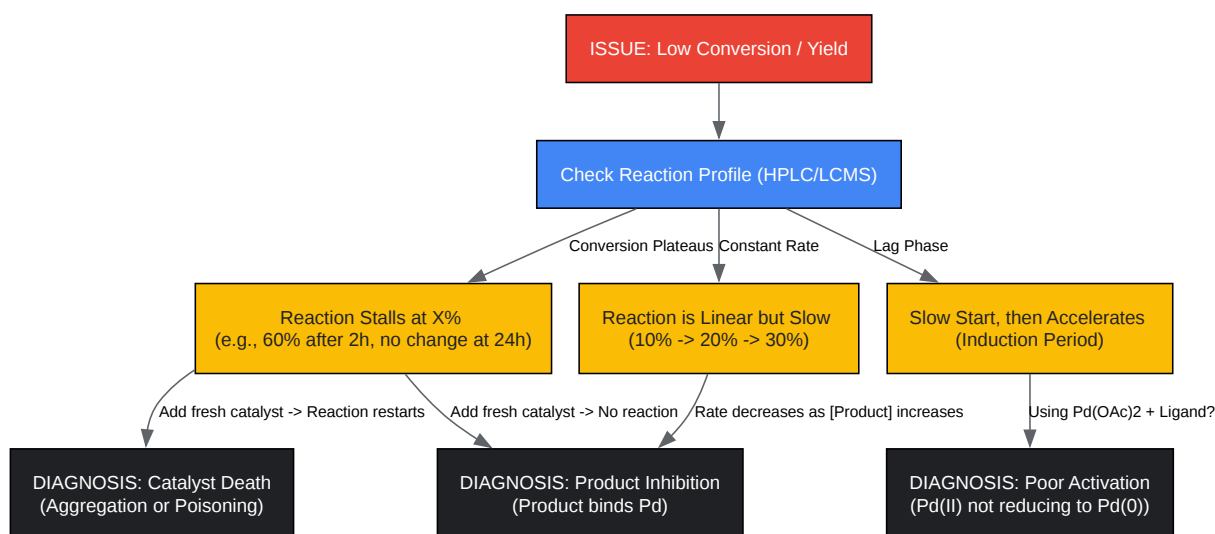 ISSUE: Low Conversion / Yield
Check Reaction Profile (HPLC/LCMS)
Conversion Plateaus
Constant Rate
Lag Phase
Reaction Stalls at X%
(e.g., 60% after 2h, no change at 24h)
Reaction is Linear but Slow
(10% -> 20% -> 30%)
Slow Start, then Accelerates
(Induction Period)
Add fresh catalyst -> Reaction restarts
Add fresh catalyst -> No reaction
Rate decreases as [Product] increases
Using Pd(OAc)2 + Ligand?
DIAGNOSIS: Catalyst Death
(Aggregation or Poisoning)
DIAGNOSIS: Product Inhibition
(Product binds Pd)
DIAGNOSIS: Poor Activation
(Pd(II) not reducing to Pd(0))